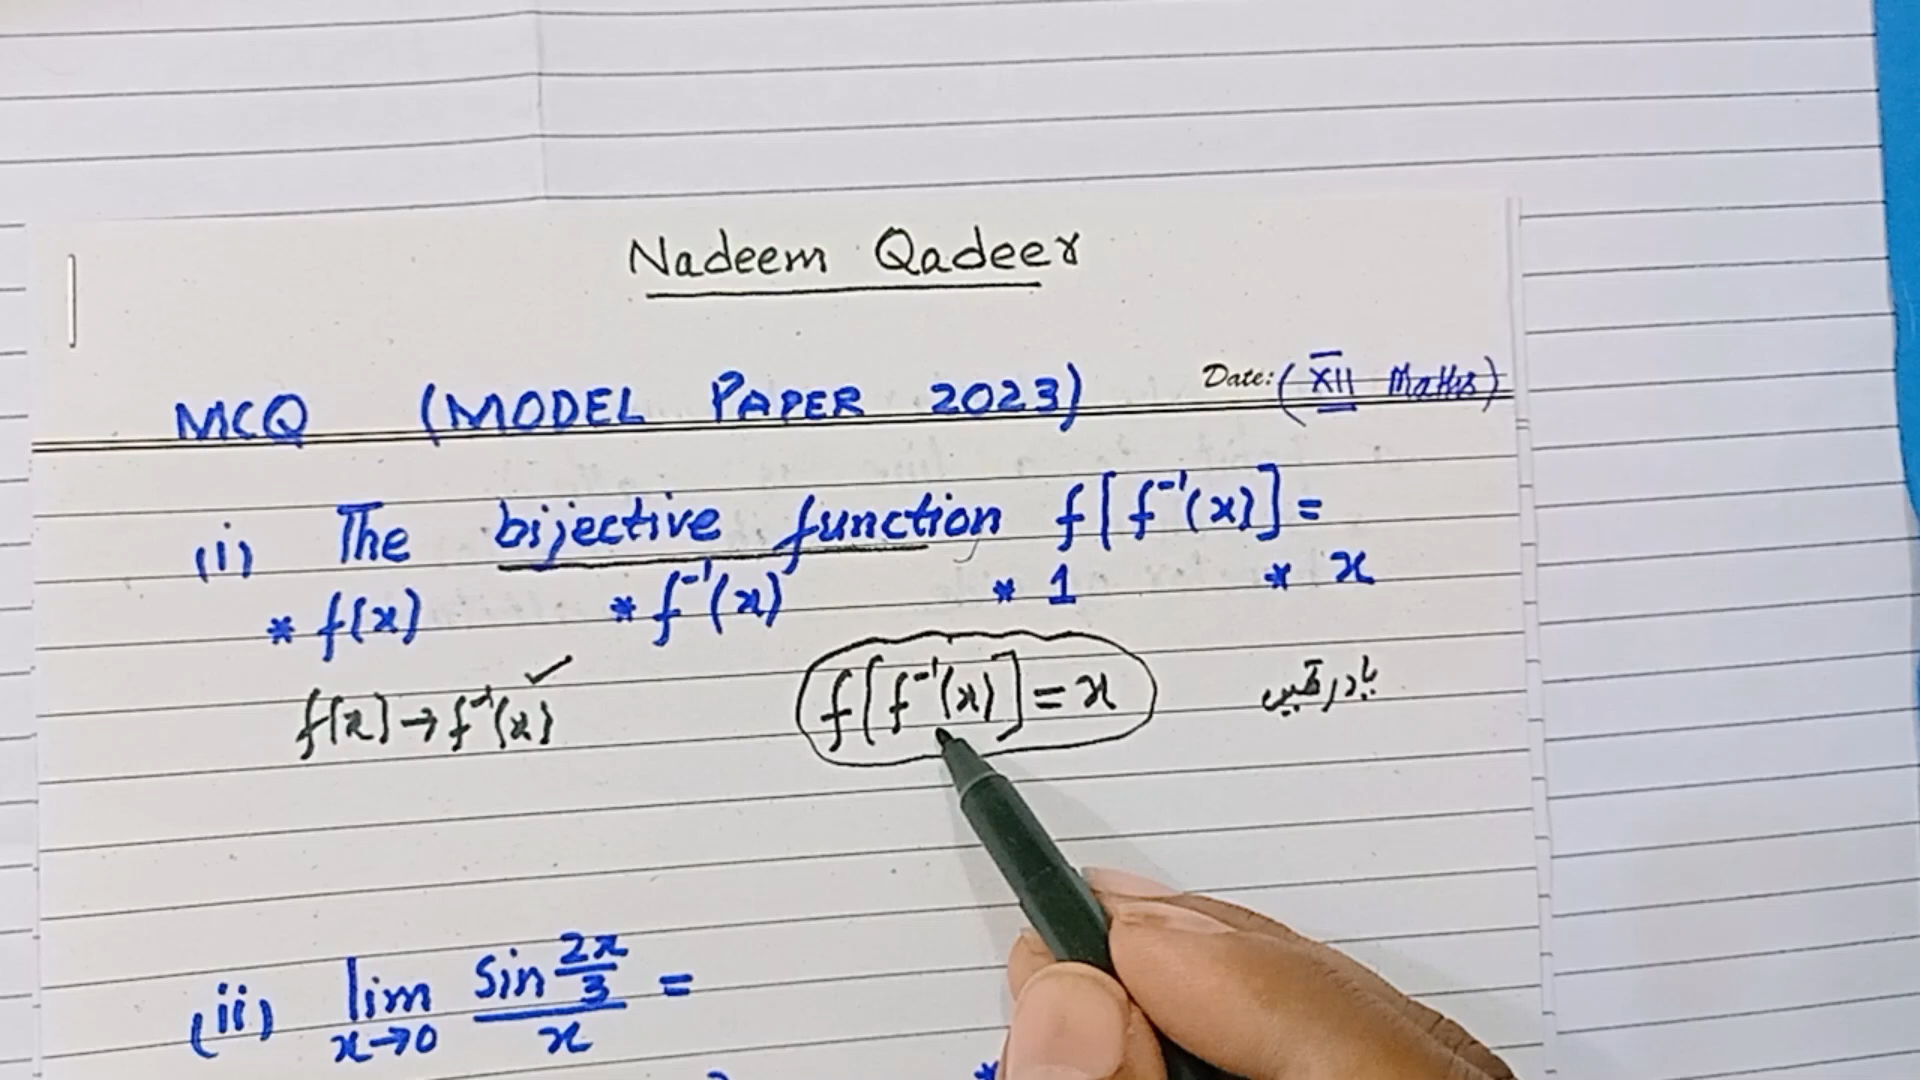 Nadeem Qadeer
MCQ (MODEL PAPER 2023) Date: (XII Maths)
(i) The bijective function f[f⁻¹(x)] =
* f(x) * f⁻¹(x) * 1 * x
f(x) → f⁻¹(x) ✓ f[f⁻¹(x)] = x یاد رکھیں
(ii) lim x→0 sin 2x/3 / x =